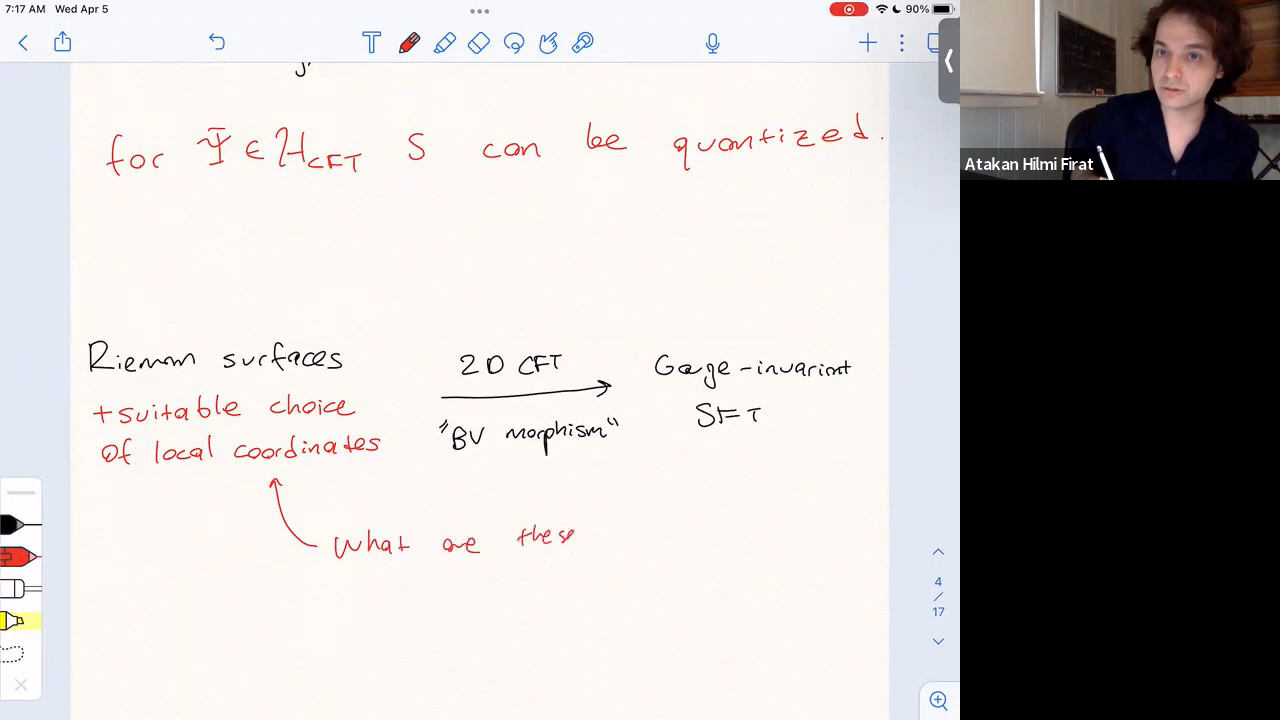 7:17 AM Wed Apr 5
90%
Atakan Hilmi Firat
for Ψ ∈ H_CFT S can be quantized.
Riemann surfaces
+ suitable choice
of local coordinates
2D CFT
"BV morphism"
Gauge-invariant
SFT
What are these
4
/
17